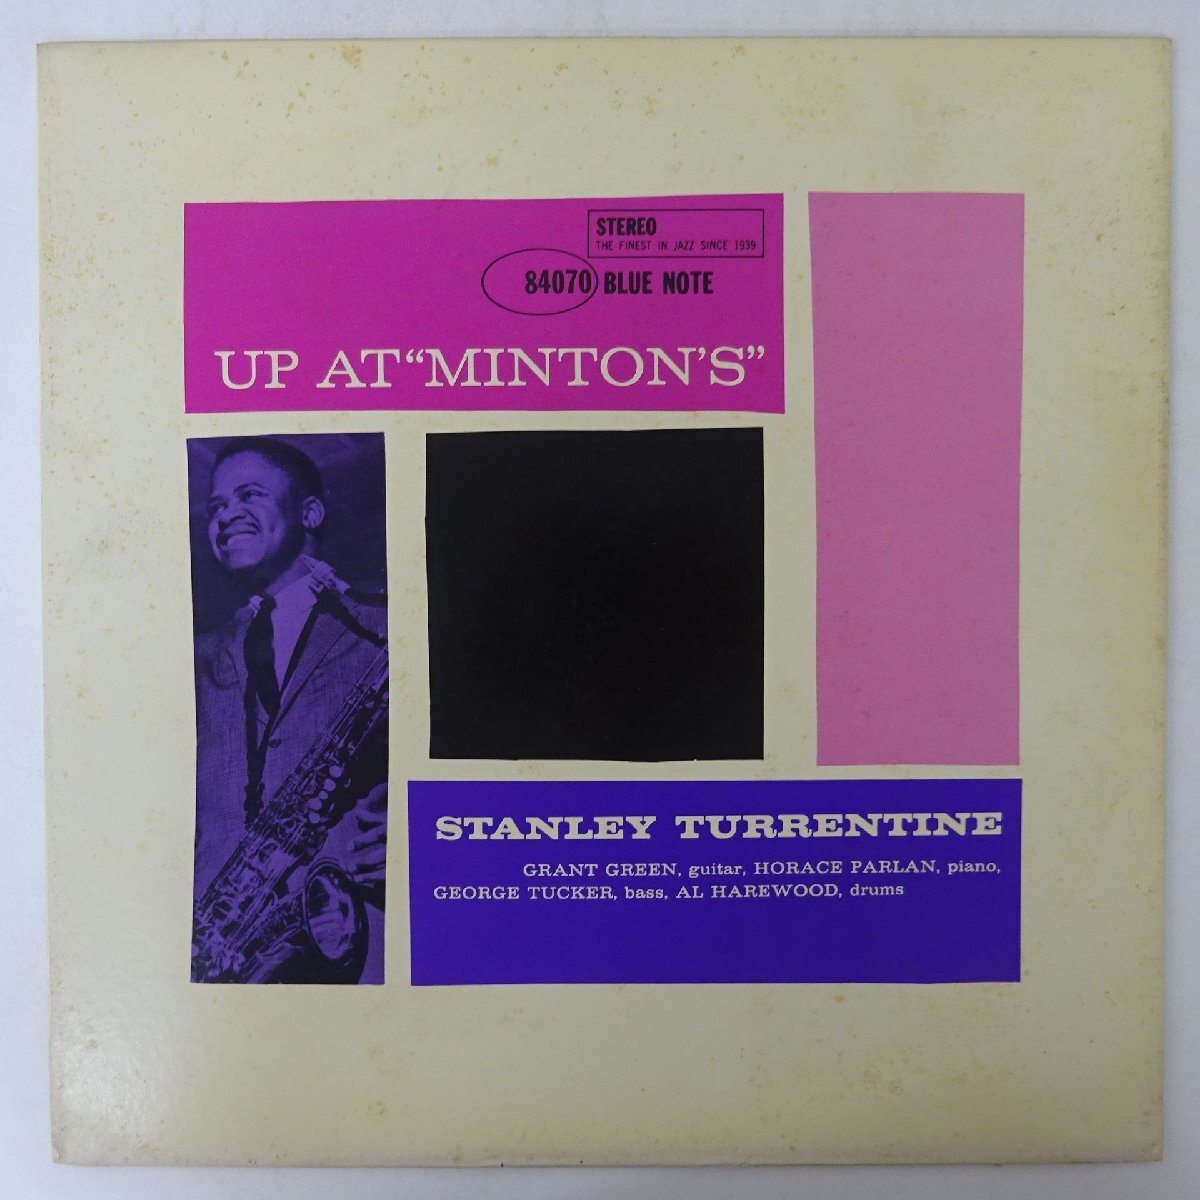 STEREO
THE FINEST IN JAZZ SINCE 1939
84070 BLUE NOTE
UP AT “MINTON’S”
STANLEY TURRENTINE
GRANT GREEN, guitar, HORACE PARLAN, piano,
GEORGE TUCKER, bass, AL HAREWOOD, drums